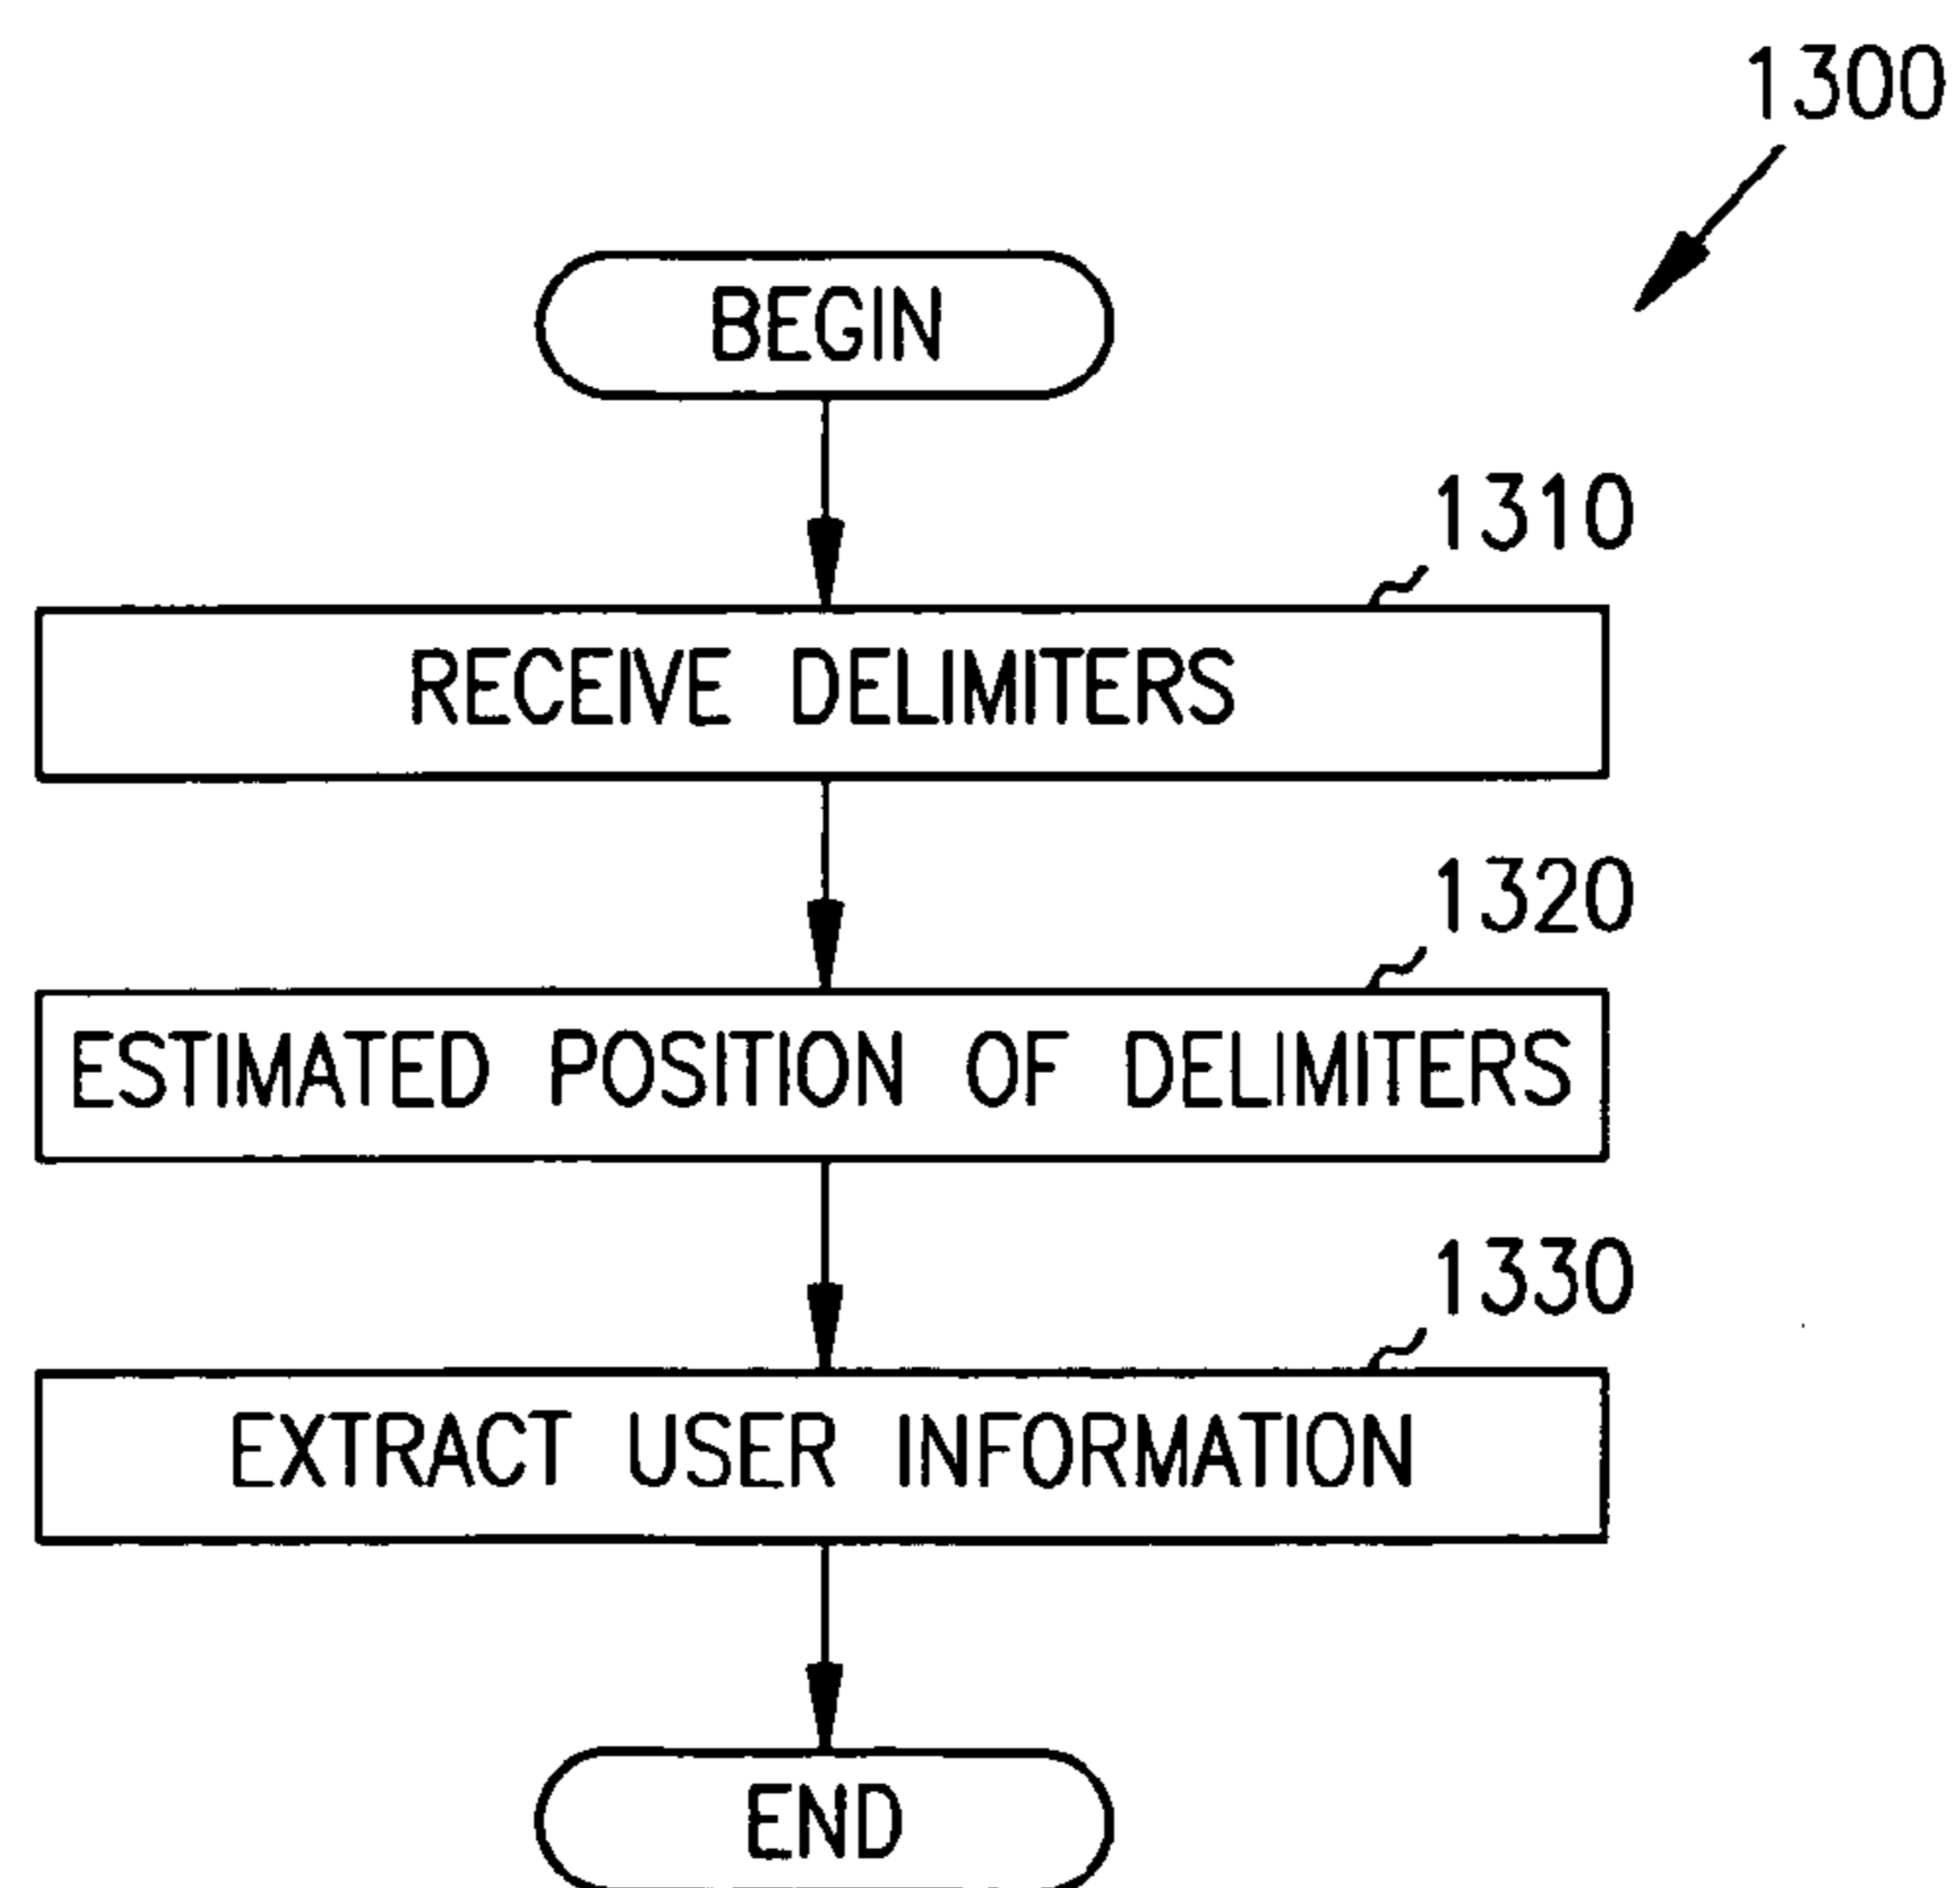 1300
BEGIN
1310
RECEIVE DELIMITERS
1320
ESTIMATED POSITION OF DELIMITERS
1330
EXTRACT USER INFORMATION
END